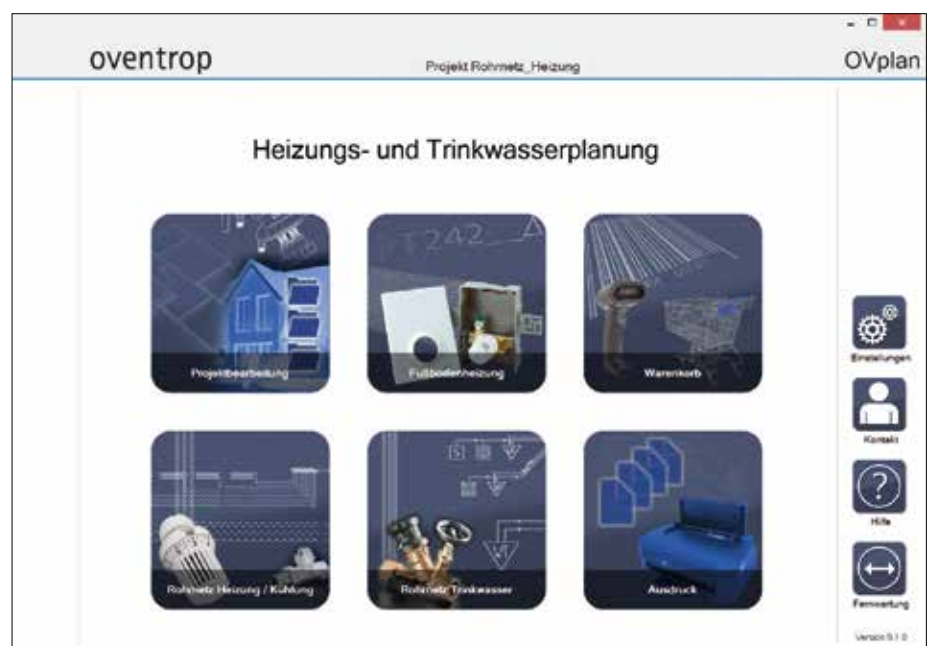 oventrop
Projekt Rohrnetz_Heizung
OVplan
Heizungs- und Trinkwasserplanung
Projektbearbeitung
Fußbodenheizung
Warenkorb
Rohrnetz Heizung / Kühlung
Rohrnetz Trinkwasser
Ausdruck
Einstellungen
Kontakt
Hilfe
Fernwartung